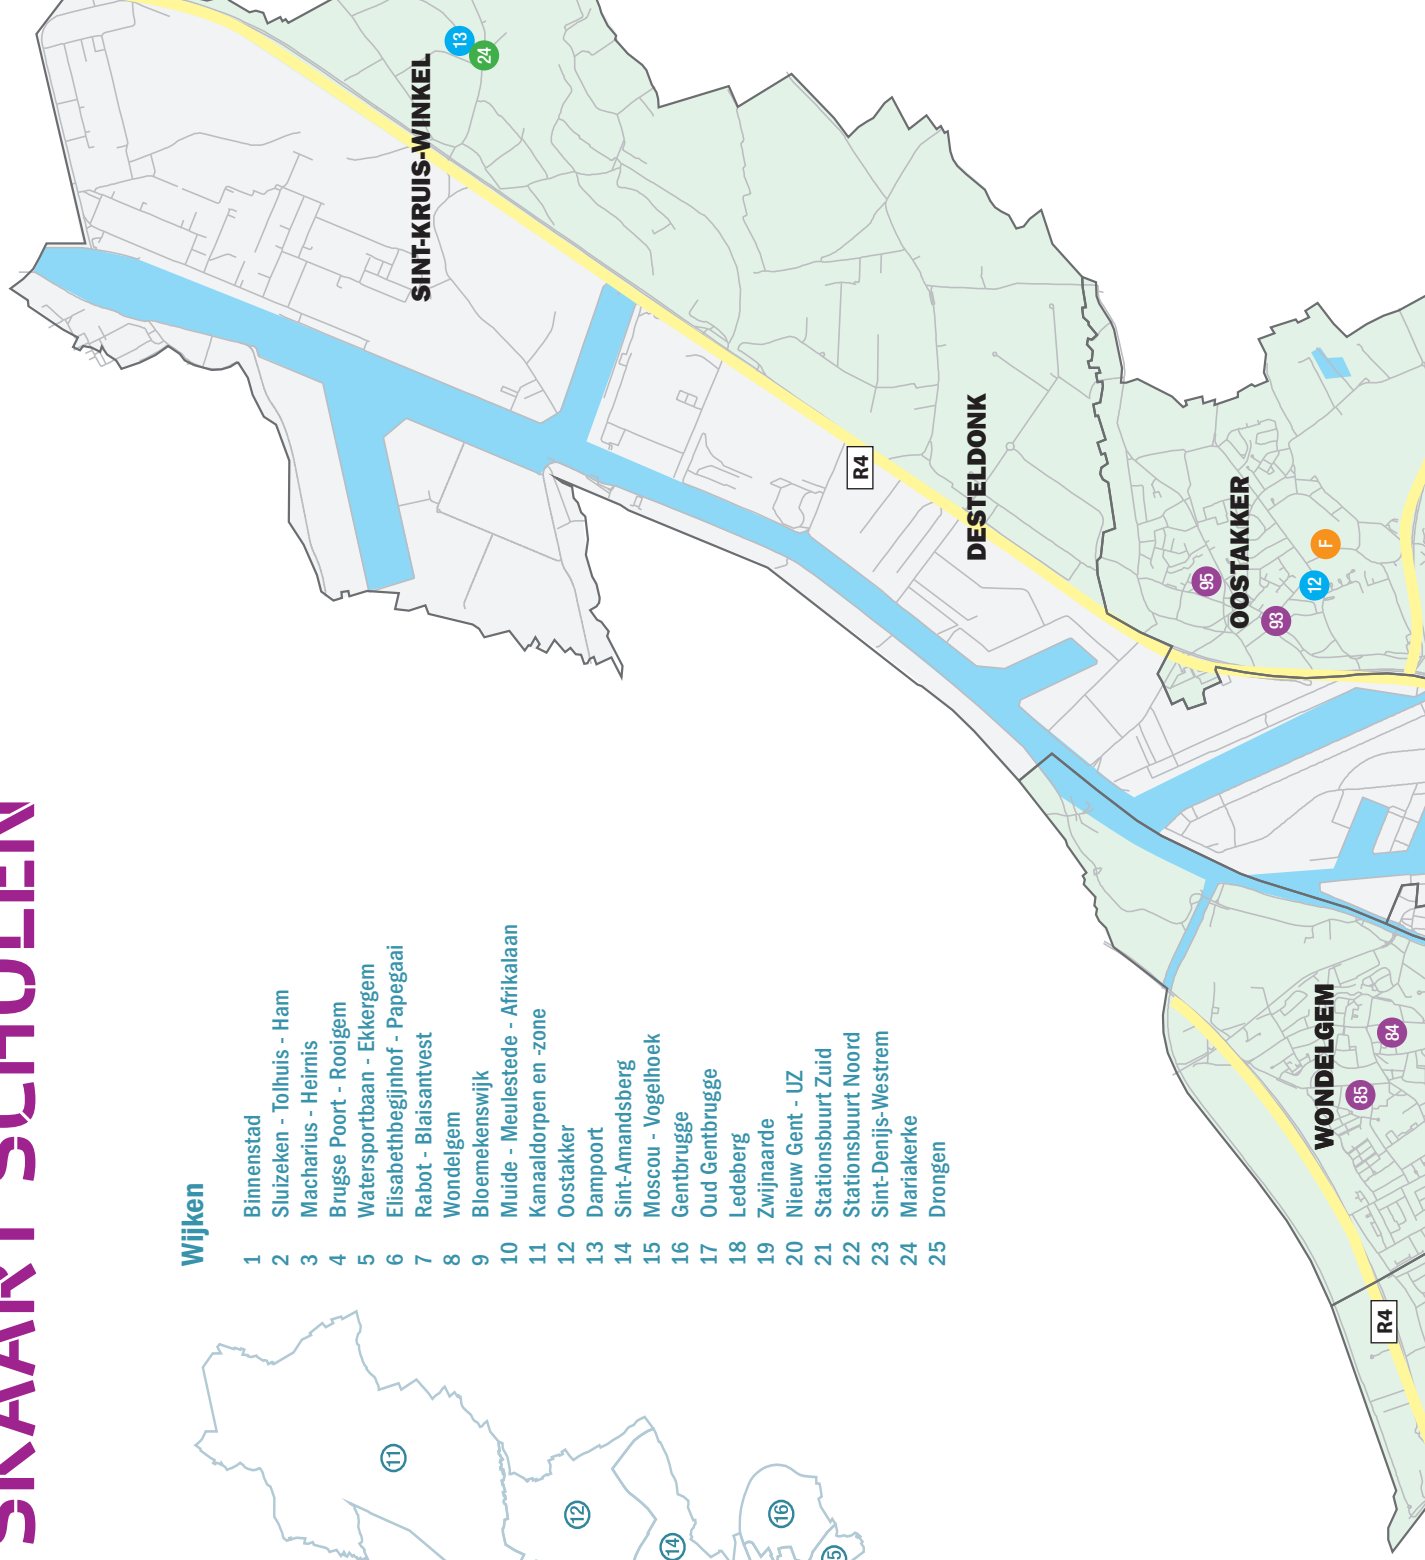 SKAART SCHOLEN
Wijken
1 Binnenstad
2 Sluizeken - Tolhuis - Ham
3 Macharius - Heirnis
4 Brugse Poort - Rooigem
5 Watersportbaan - Ekkergem
6 Elisabethbegijnhof - Papegaai
7 Rabot - Blaisantvest
8 Wondelgem
9 Bloemekenswijk
10 Muide - Meulestede - Afrikalaan
11 Kanaaldorpen en -zone
12 Oostakker
13 Dampoort
14 Sint-Amandsberg
15 Moscou - Vogelhoek
16 Gentbrugge
17 Oud Gentbrugge
18 Ledeberg
19 Zwijnaarde
20 Nieuw Gent - UZ
21 Stationsbuurt Zuid
22 Stationsbuurt Noord
23 Sint-Denijs-Westrem
24 Mariakerke
25 Drongen
11
12
14
16
5
SINT-KRUIS-WINKEL
13
24
R4
DESTELDONK
OOSTAKKER
95
93
12
F
WONDELGEM
84
85
R4